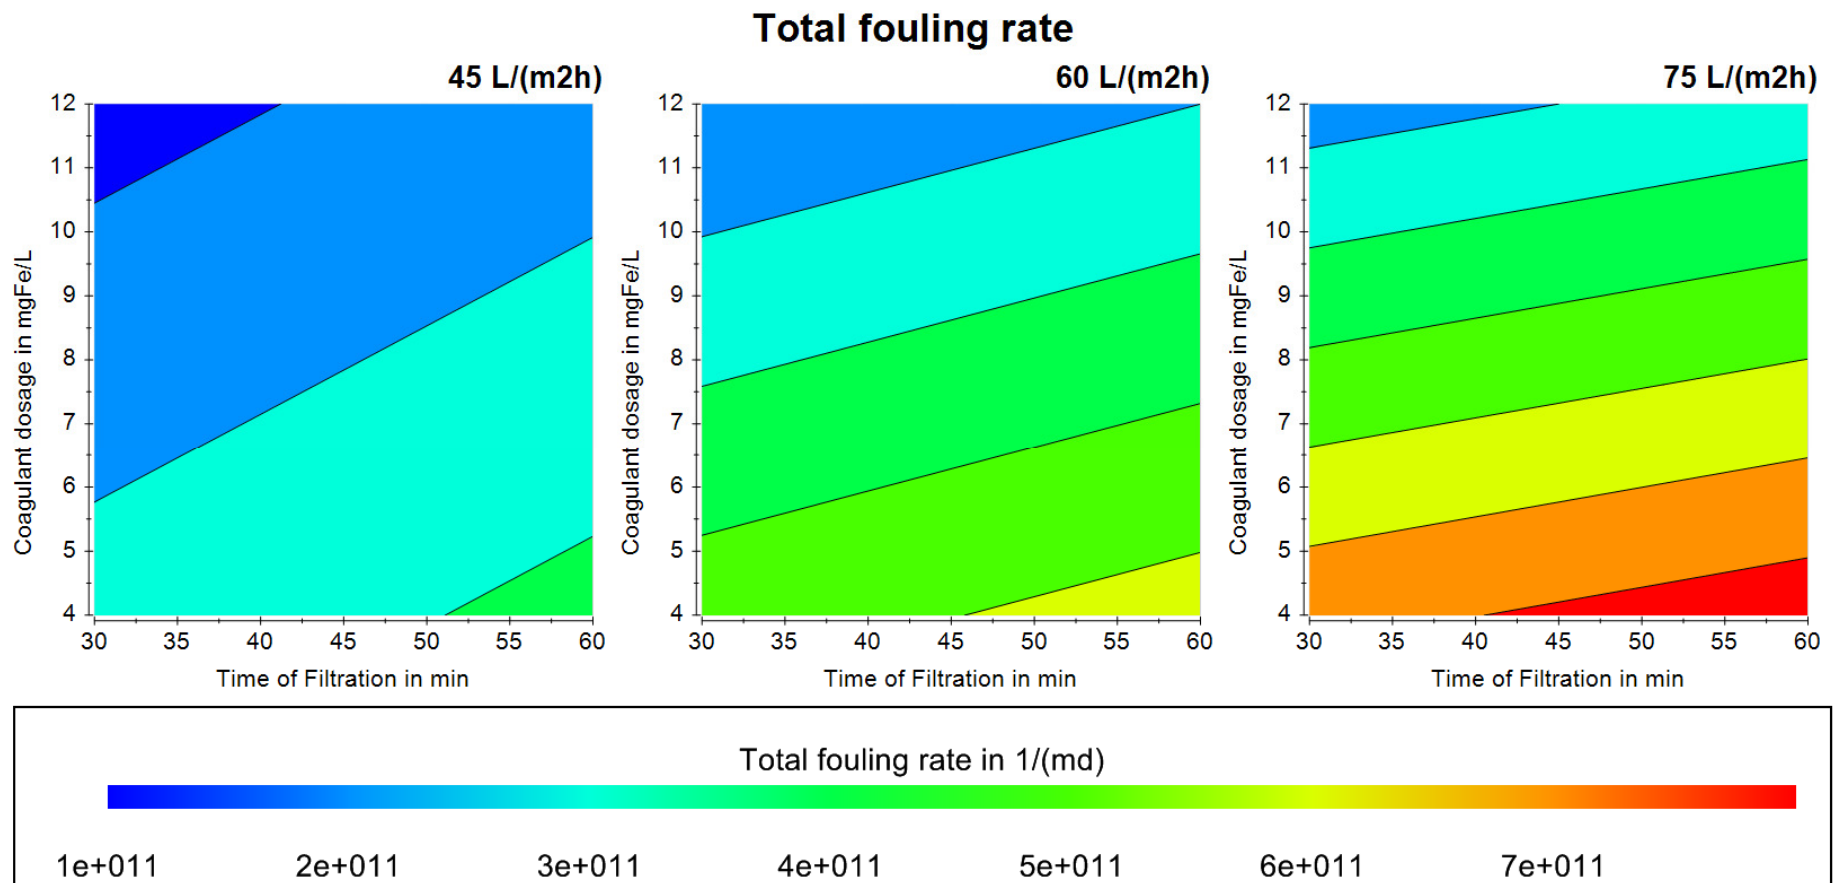 Total fouling rate
45 L/(m2h) 60 L/(m2h) 75 L/(m2h)
Coagulant dosage in mgFe/L
12
11
10
9
8
7
6
5
4
30 35 40 45 50 55 60
Time of Filtration in min
Coagulant dosage in mgFe/L
12
11
10
9
8
7
6
5
4
30 35 40 45 50 55 60
Time of Filtration in min
Coagulant dosage in mgFe/L
12
11
10
9
8
7
6
5
4
30 35 40 45 50 55 60
Time of Filtration in min
Total fouling rate in 1/(md)
1e+011 2e+011 3e+011 4e+011 5e+011 6e+011 7e+011